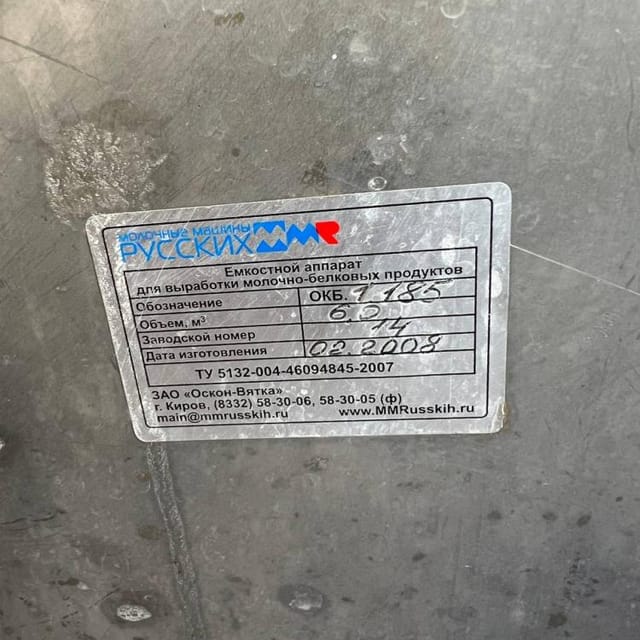 МОЛОЧНЫЕ МАШИНЫ
РУССКИХ MMR
Емкостной аппарат
для выработки молочно-белковых продуктов
Обозначение ОКБ. 1185
Объем, м³ 6.0
Заводской номер 14
Дата изготовления 02.2008
ТУ 5132-004-46094845-2007
ЗАО «Оскон-Вятка»
г. Киров, (8332) 58-30-06, 58-30-05 (ф)
main@mmrusskih.ru www.MMRusskih.ru